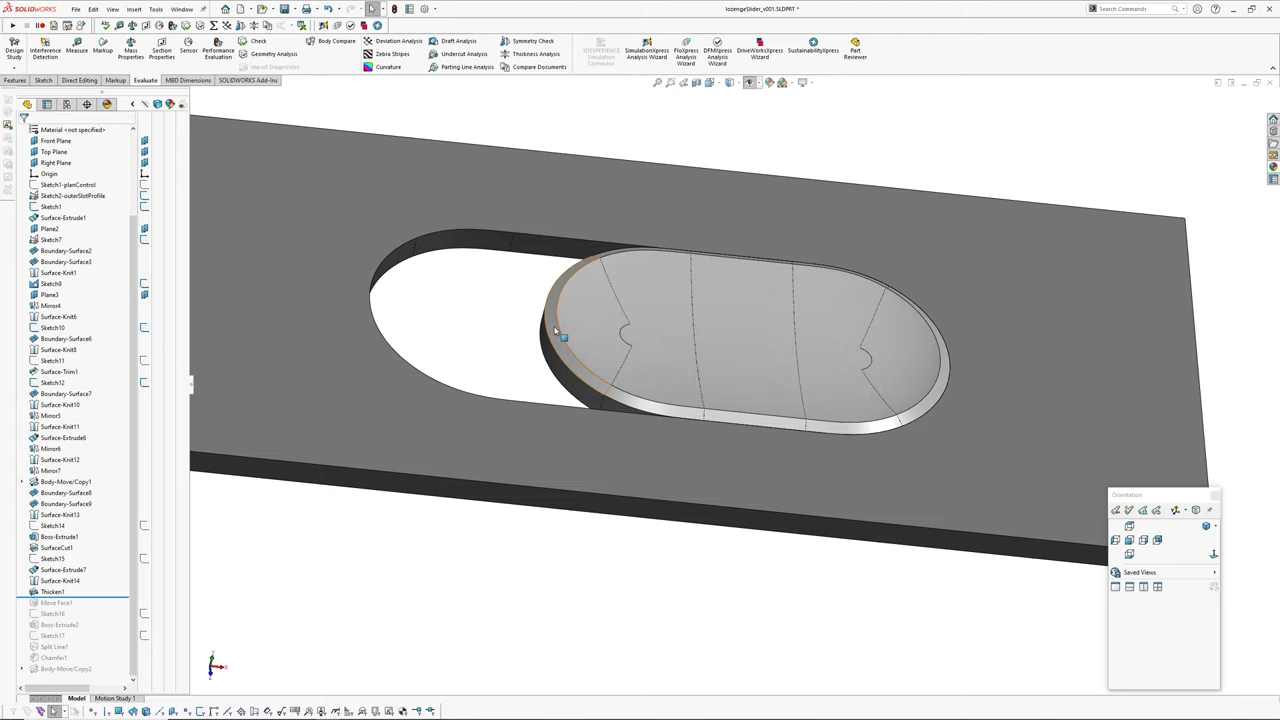 SOLIDWORKS File Edit View Insert Tools Window lozengeSlider_v001.SLDPRT * Search Commands
Check Body Compare Deviation Analysis Draft Analysis Symmetry Check
Geometry Analysis Zebra Stripes Undercut Analysis Thickness Analysis
Import Diagnostics Curvature Parting Line Analysis Compare Documents
Design Study
Interference Detection
Measure
Markup
Mass Properties
Section Properties
Sensor
Performance Evaluation
3DEXPERIENCE Simulation Connector
SimulationXpress Analysis Wizard
FloXpress Analysis Wizard
DFMXpress Analysis Wizard
DriveWorksXpress Wizard
SustainabilityXpress
Part Reviewer
Features Sketch Direct Editing Markup Evaluate MBD Dimensions SOLIDWORKS Add-Ins
Material <not specified>
Front Plane
Top Plane
Right Plane
Origin
Sketch1-planControl
Sketch2-outerSlotProfile
Sketch1
Surface-Extrude1
Plane2
Sketch7
Boundary-Surface2
Boundary-Surface3
Surface-Knit1
Sketch9
Plane3
Mirror4
Surface-Knit6
Sketch10
Boundary-Surface6
Surface-Knit8
Sketch11
Surface-Trim1
Sketch12
Boundary-Surface7
Surface-Knit10
Mirror5
Surface-Knit11
Surface-Extrude6
Mirror6
Surface-Knit12
Mirror7
Body-Move/Copy1
Boundary-Surface8
Boundary-Surface9
Surface-Knit13
Sketch14
Boss-Extrude1
SurfaceCut1
Sketch15
Surface-Extrude7
Surface-Knit14
Thicken1
Move Face1
Sketch16
Boss-Extrude2
Sketch17
Split Line1
Chamfer1
Body-Move/Copy2
Orientation
Saved Views
Y
X
Z
Model Motion Study 1